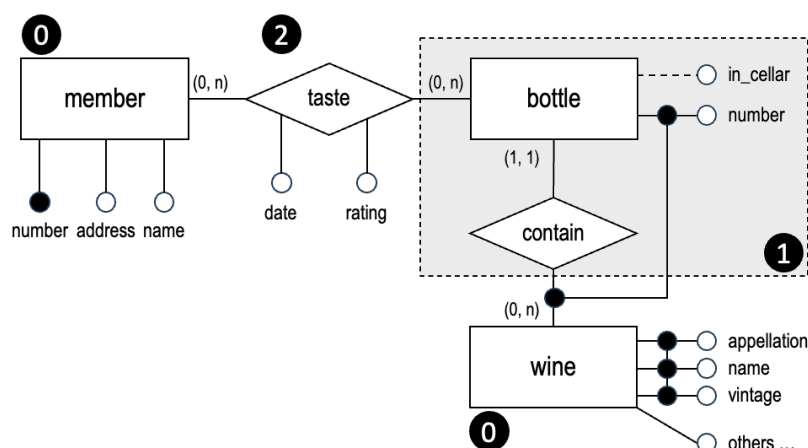 0
2
member
(0, n)
taste
(0, n)
bottle
in_cellar
number
(1, 1)
number
address
name
date
rating
contain
1
(0, n)
wine
appellation
name
vintage
0
others ...